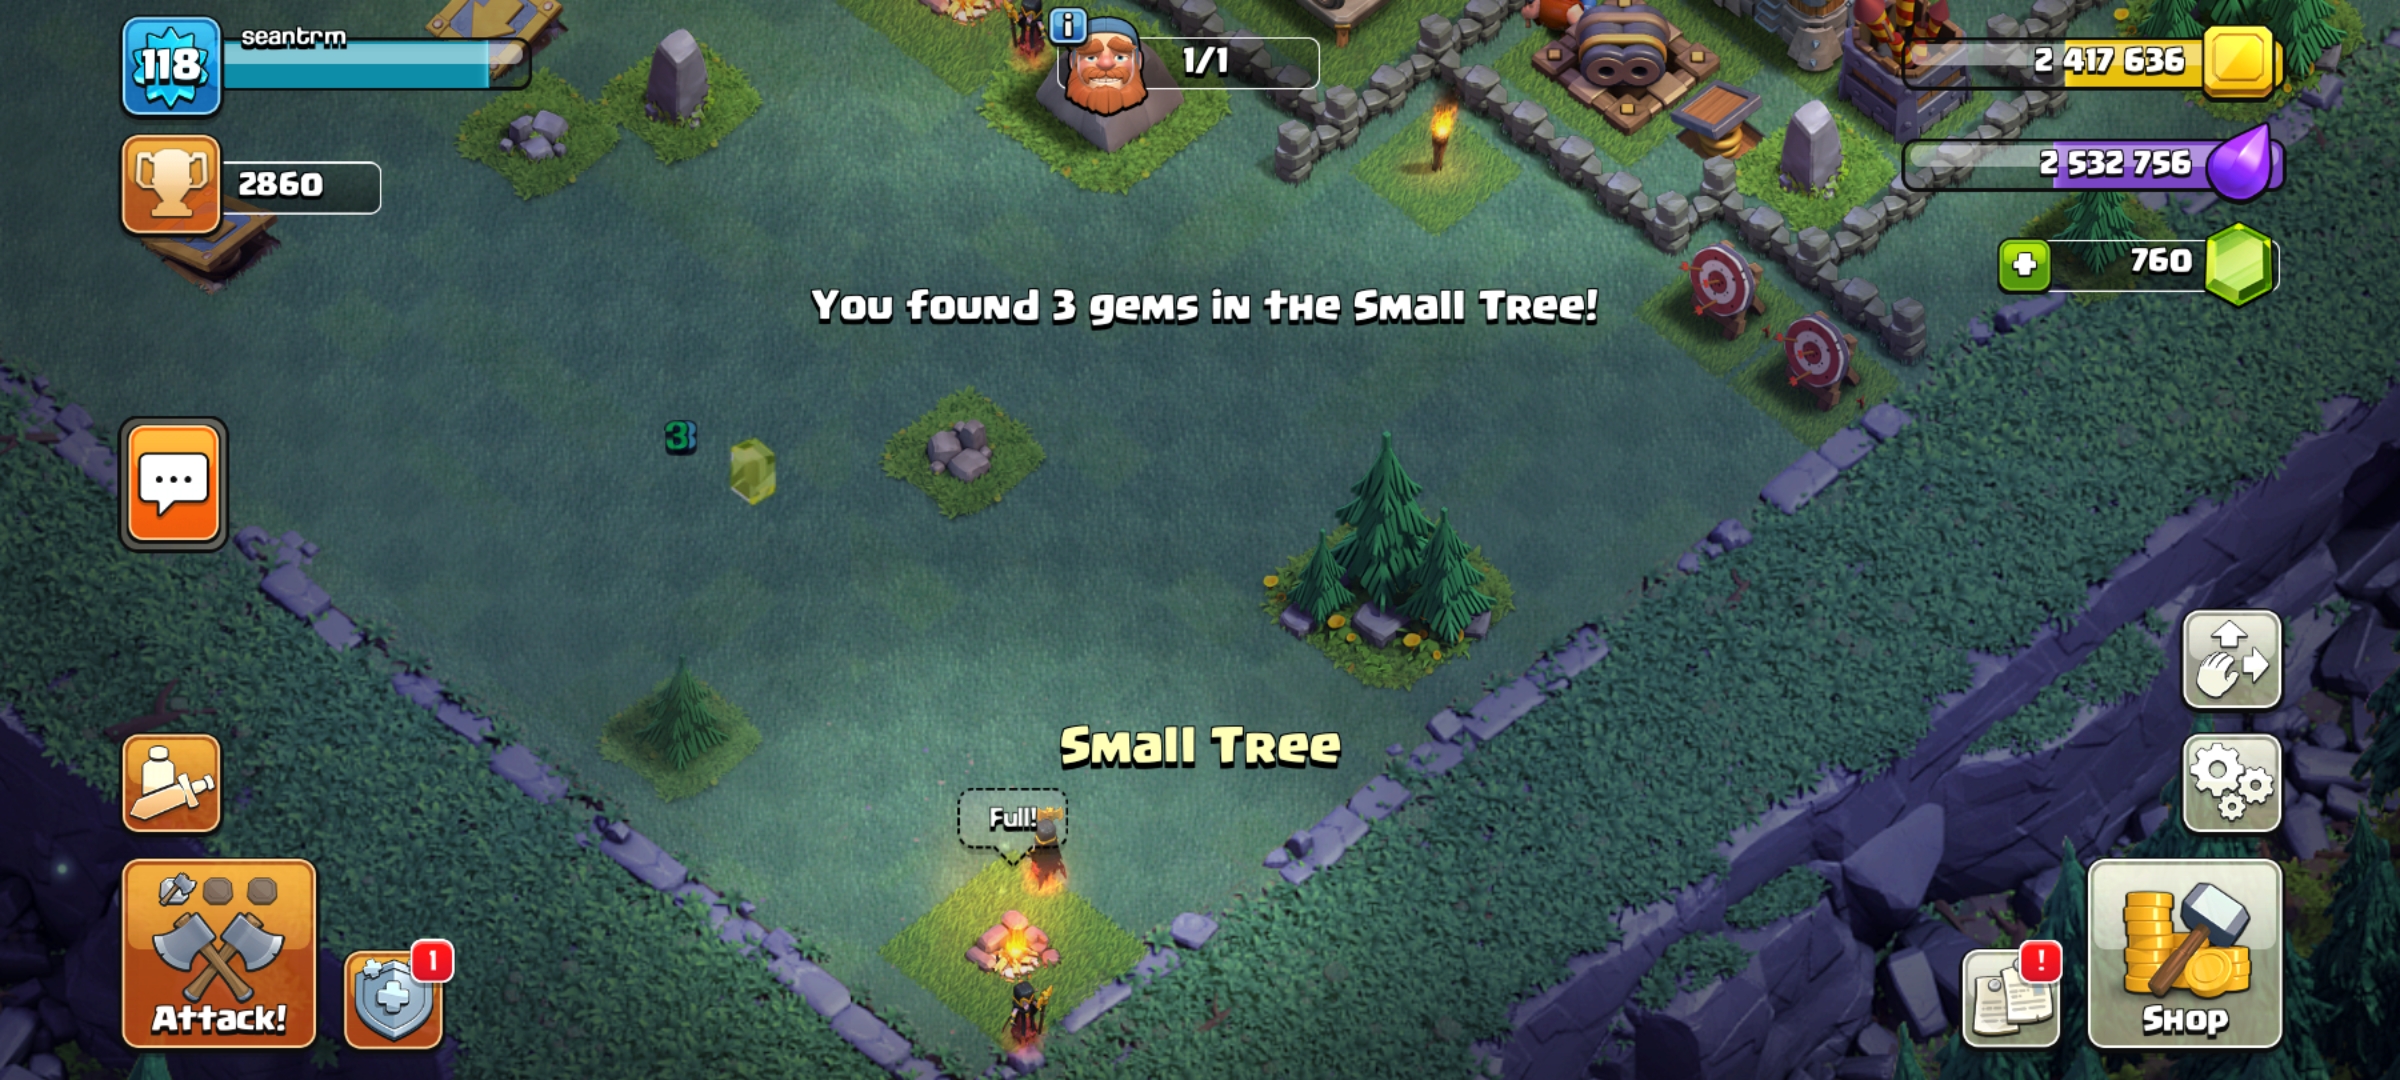 118
seantrm
1/1
2 417 636
2860
2 532 756
760
You found 3 gems in the Small Tree!
3
Small Tree
Full!
1
!
Attack!
Shop